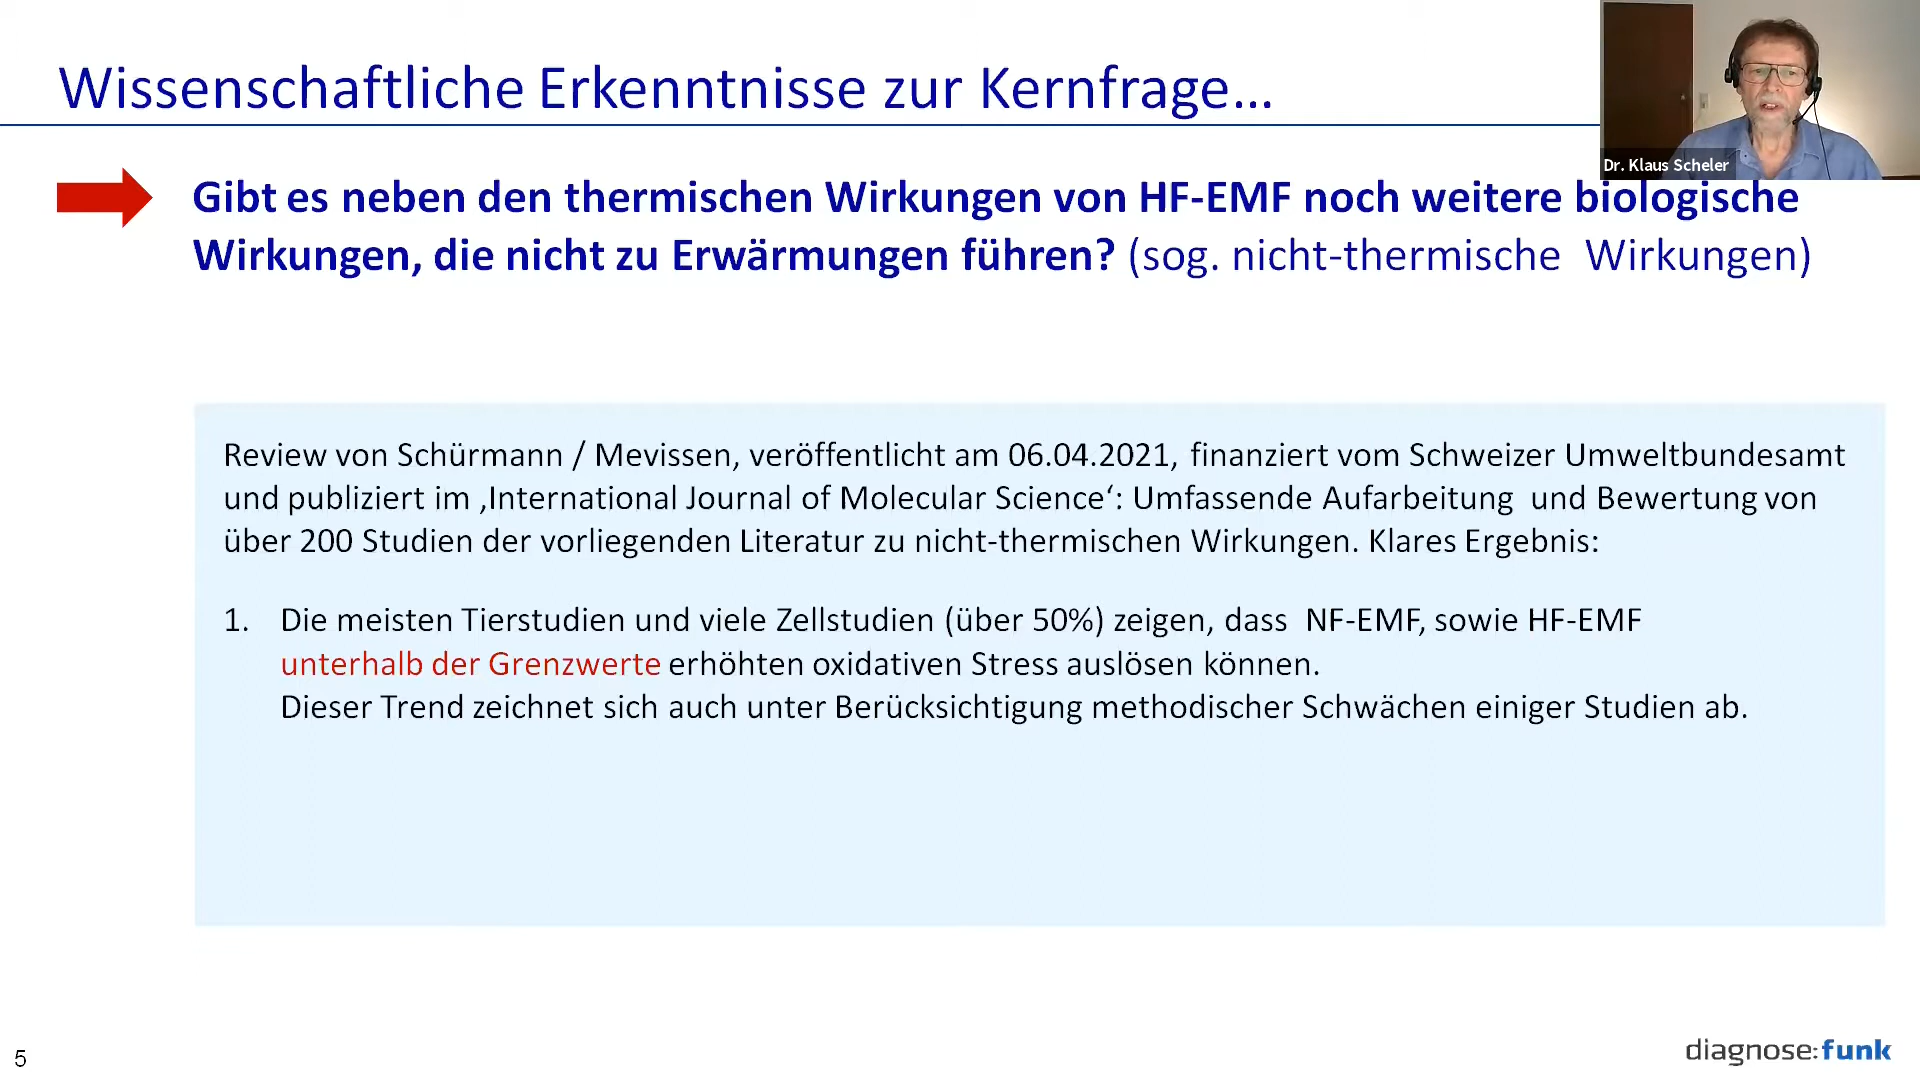 Wissenschaftliche Erkenntnisse zur Kernfrage...
Dr. Klaus Scheler
Gibt es neben den thermischen Wirkungen von HF-EMF noch weitere biologische
Wirkungen, die nicht zu Erwärmungen führen? (sog. nicht-thermische Wirkungen)
Review von Schürmann / Mevissen, veröffentlicht am 06.04.2021, finanziert vom Schweizer Umweltbundesamt
und publiziert im ‚International Journal of Molecular Science‘: Umfassende Aufarbeitung und Bewertung von
über 200 Studien der vorliegenden Literatur zu nicht-thermischen Wirkungen. Klares Ergebnis:
1. Die meisten Tierstudien und viele Zellstudien (über 50%) zeigen, dass NF-EMF, sowie HF-EMF
unterhalb der Grenzwerte erhöhten oxidativen Stress auslösen können.
Dieser Trend zeichnet sich auch unter Berücksichtigung methodischer Schwächen einiger Studien ab.
5
diagnose:funk